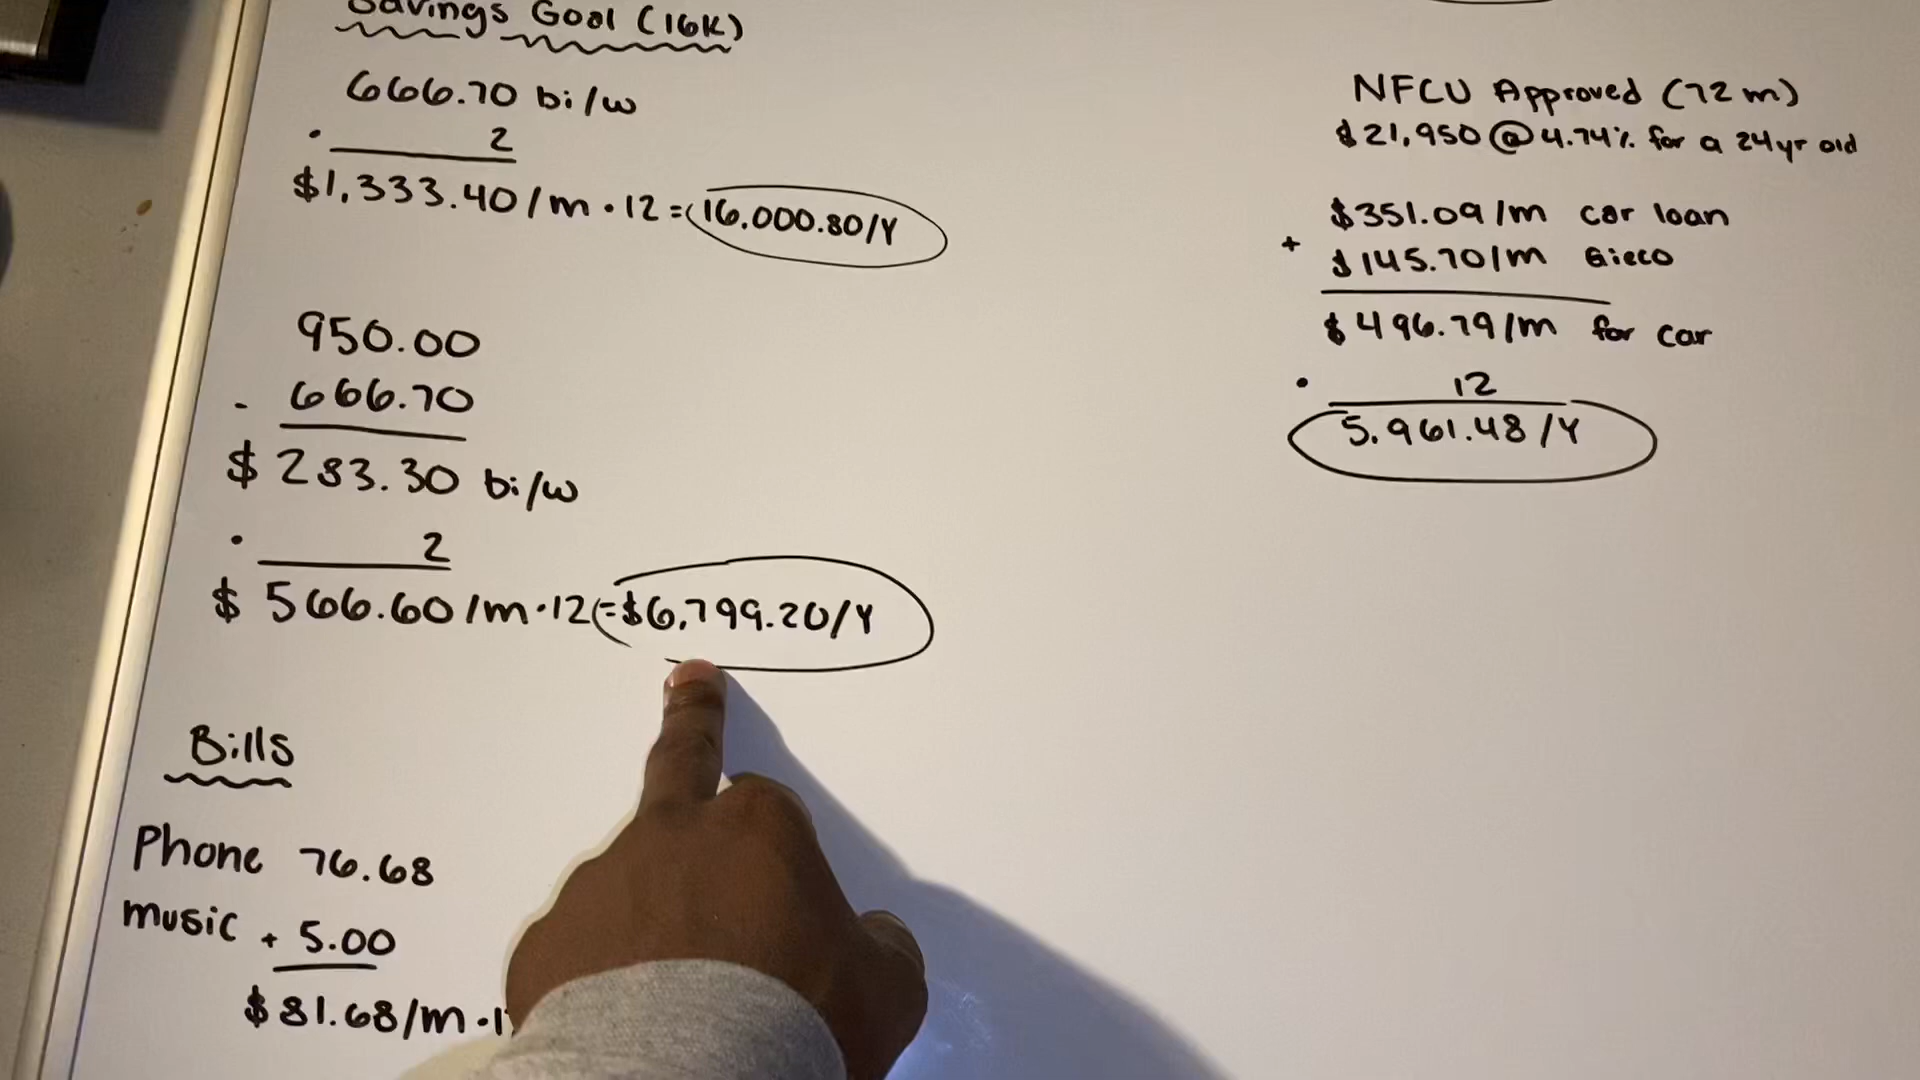 Savings Goal (16K)
666.70 bi/w
· 2
$1,333.40/m · 12 = 16,000.80/Y
950.00
- 666.70
$ 283.30 bi/w
· 2
$ 566.60/m · 12 = $6,799.20/Y
Bills
Phone 76.68
music + 5.00
$81.68/m · 1
NFCU Approved (72m)
$21,950 @ 4.74% for a 24yr old
$351.09/m car loan
+ $145.70/m Gieco
$496.79/m for car
· 12
5,961.48/Y